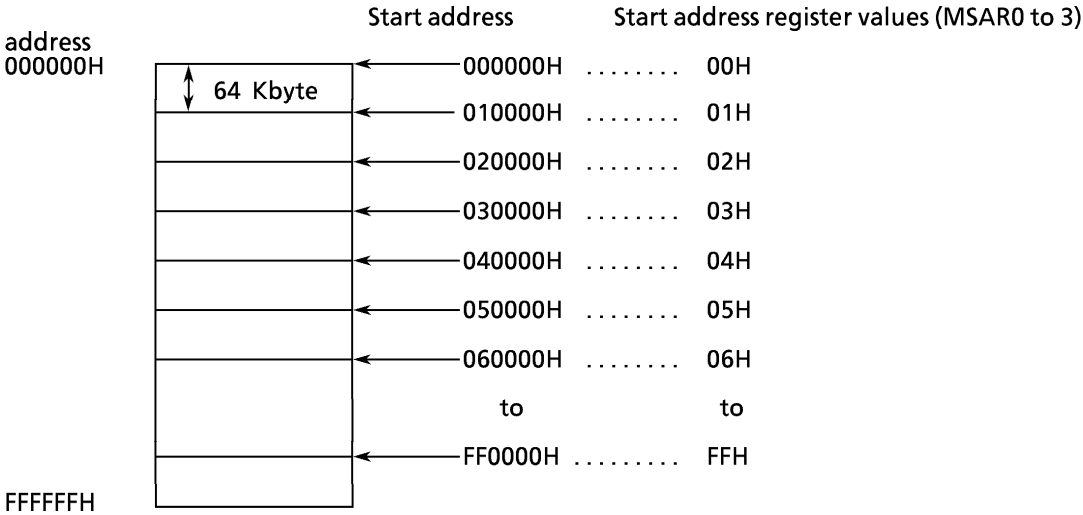 Start address Start address register values (MSAR0 to 3)
address
000000H
64 Kbyte
000000H ........ 00H
010000H ........ 01H
020000H ........ 02H
030000H ........ 03H
040000H ........ 04H
050000H ........ 05H
060000H ........ 06H
to to
FF0000H ......... FFH
FFFFFFH